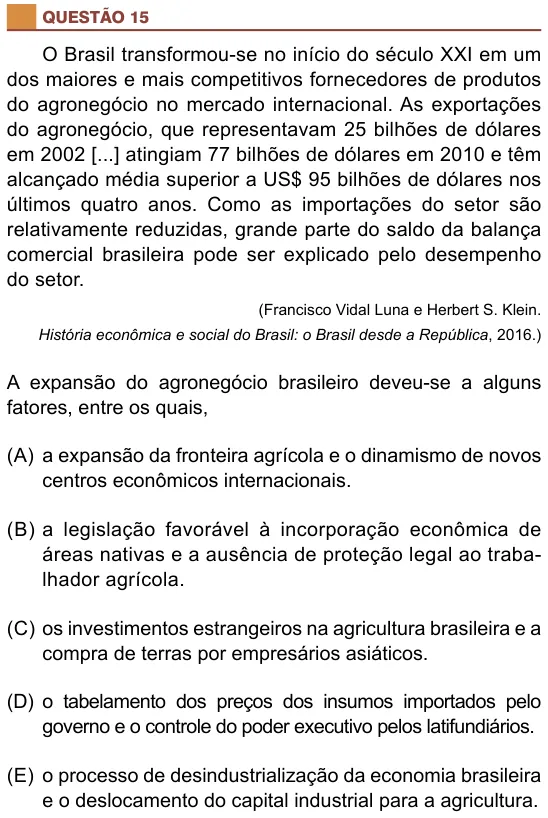 QUESTÃO 15
O Brasil transformou-se no início do século XXI em um
dos maiores e mais competitivos fornecedores de produtos
do agronegócio no mercado internacional. As exportações
do agronegócio, que representavam 25 bilhões de dólares
em 2002 [...] atingiam 77 bilhões de dólares em 2010 e têm
alcançado média superior a US$ 95 bilhões de dólares nos
últimos quatro anos. Como as importações do setor são
relativamente reduzidas, grande parte do saldo da balança
comercial brasileira pode ser explicado pelo desempenho
do setor.
(Francisco Vidal Luna e Herbert S. Klein.
História econômica e social do Brasil: o Brasil desde a República, 2016.)
A expansão do agronegócio brasileiro deveu-se a alguns
fatores, entre os quais,
(A) a expansão da fronteira agrícola e o dinamismo de novos
centros econômicos internacionais.
(B) a legislação favorável à incorporação econômica de
áreas nativas e a ausência de proteção legal ao traba-
lhador agrícola.
(C) os investimentos estrangeiros na agricultura brasileira e a
compra de terras por empresários asiáticos.
(D) o tabelamento dos preços dos insumos importados pelo
governo e o controle do poder executivo pelos latifundiários.
(E) o processo de desindustrialização da economia brasileira
e o deslocamento do capital industrial para a agricultura.